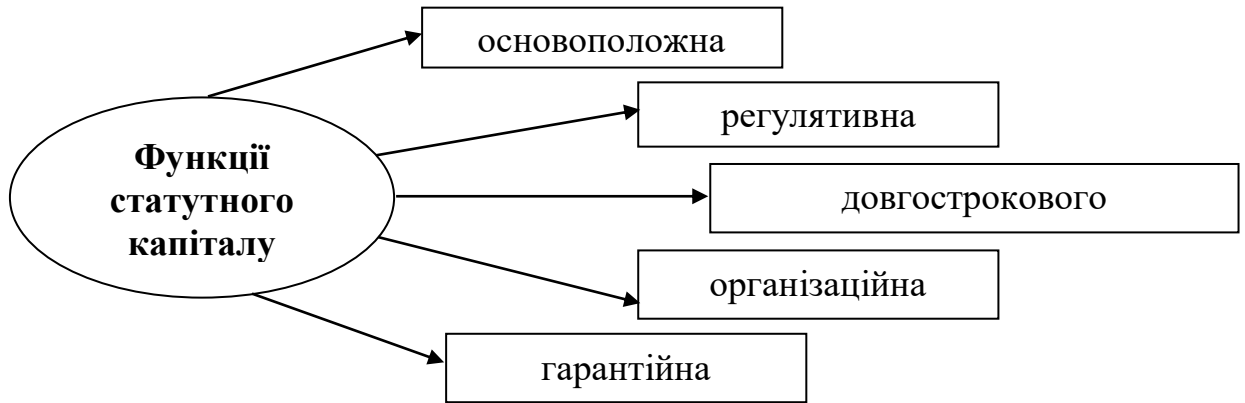 основоположна
регулятивна
Функції
статутного
капіталу
довгострокового
організаційна
гарантійна